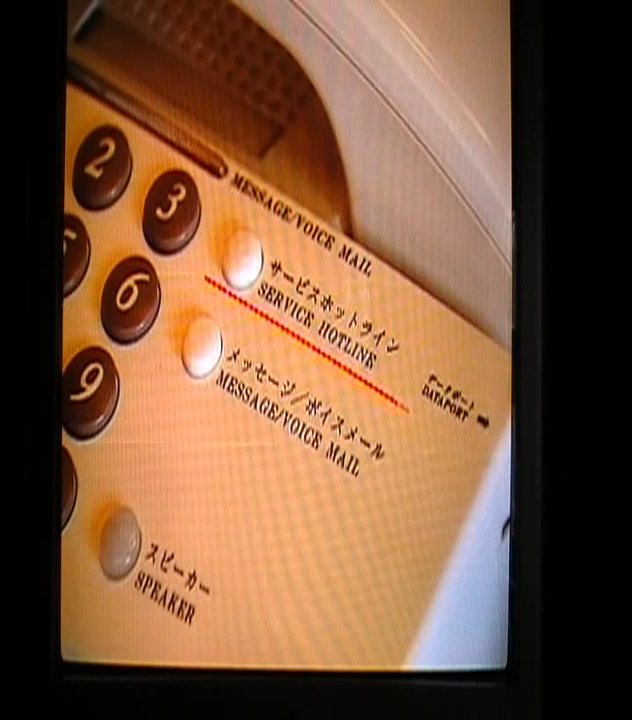 2
3
MESSAGE/VOICE MAIL
サービスホットライン
SERVICE HOTLINE
6
メッセージ/ボイスメール
MESSAGE/VOICE MAIL
データポート
DATAPORT ➡
9
スピーカー
SPEAKER